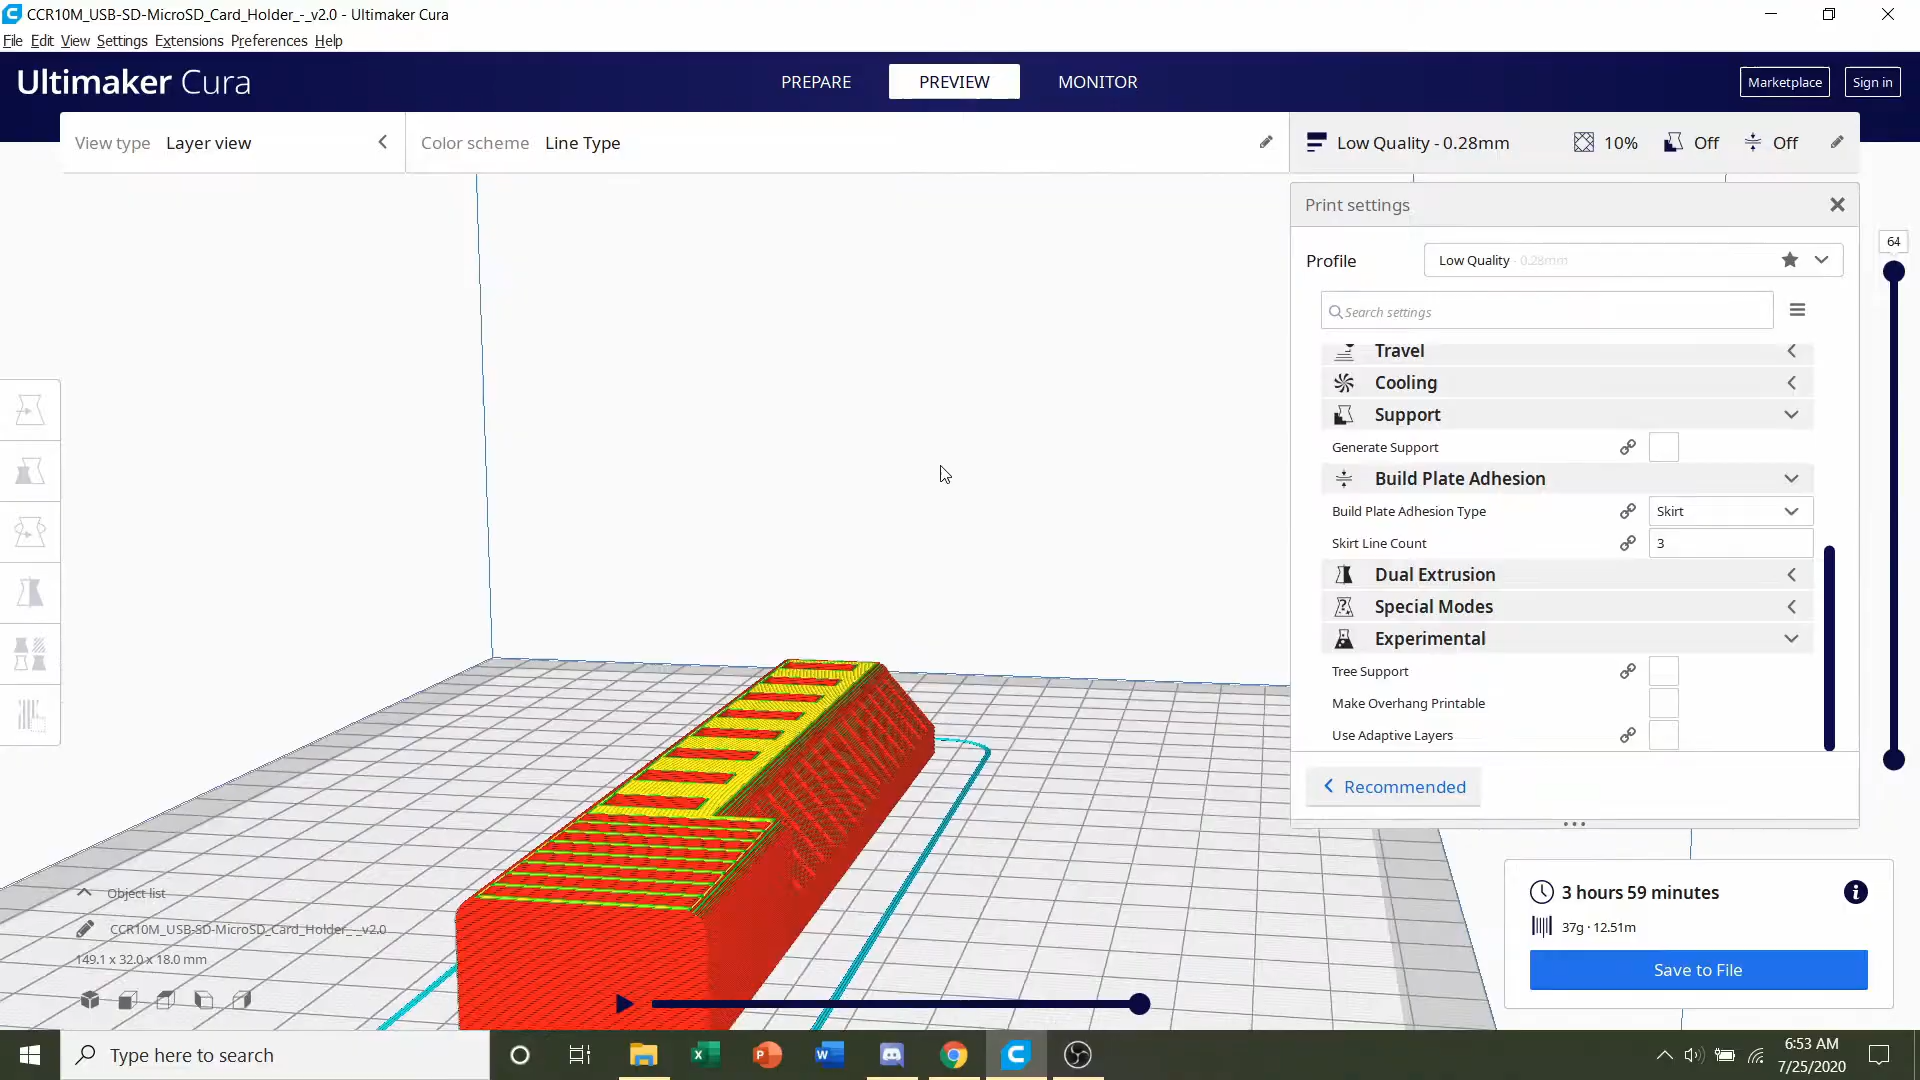 CCR10M_USB-SD-MicroSD_Card_Holder_-_v2.0 - Ultimaker Cura
File Edit View Settings Extensions Preferences Help
Ultimaker Cura
PREPARE
PREVIEW
MONITOR
Marketplace
Sign in
View type Layer view
Color scheme Line Type
Low Quality - 0.28mm
10%
Off
Off
Print settings
64
Profile
Low Quality - 0.28mm
Search settings
Travel
Cooling
Support
Generate Support
Build Plate Adhesion
Build Plate Adhesion Type
Skirt
Skirt Line Count
3
Dual Extrusion
Special Modes
Experimental
Tree Support
Make Overhang Printable
Use Adaptive Layers
Recommended
Object list
CCR10M_USB-SD-MicroSD_Card_Holder_-_v2.0
149.1 x 32.0 x 18.0 mm
3 hours 59 minutes
37g · 12.51m
Save to File
Type here to search
6:53 AM
7/25/2020